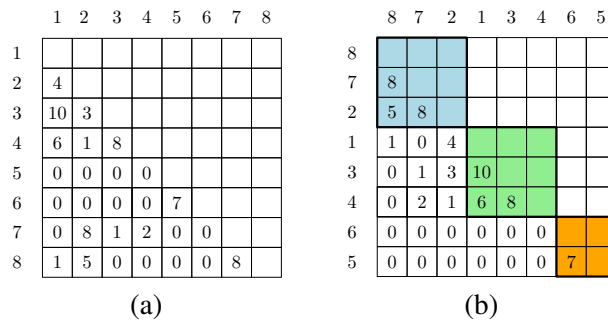 1 2 3 4 5 6 7 8
1
2 4
3 10 3
4 6 1 8
5 0 0 0 0
6 0 0 0 0 7
7 0 8 1 2 0 0
8 1 5 0 0 0 0 8
(a)
8 7 2 1 3 4 6 5
8
7 8
2 5 8
1 1 0 4
3 0 1 3 10
4 0 2 1 6 8
6 0 0 0 0 0 0
5 0 0 0 0 0 0 7
(b)